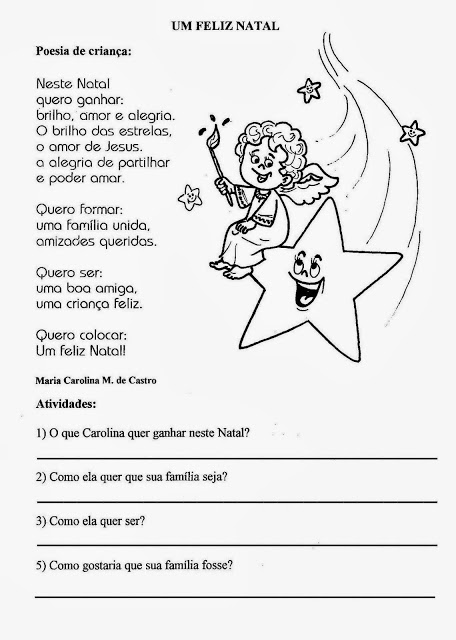 UM FELIZ NATAL
Poesia de criança:
Neste Natal
quero ganhar:
brilho, amor e alegria.
O brilho das estrelas,
o amor de Jesus.
a alegria de partilhar
e poder amar.
Quero formar:
uma família unida,
amizades queridas.
Quero ser:
uma boa amiga,
uma criança feliz.
Quero colocar:
Um feliz Natal!
Maria Carolina M. de Castro
Atividades:
1) O que Carolina quer ganhar neste Natal?
2) Como ela quer que sua família seja?
3) Como ela quer ser?
5) Como gostaria que sua família fosse?